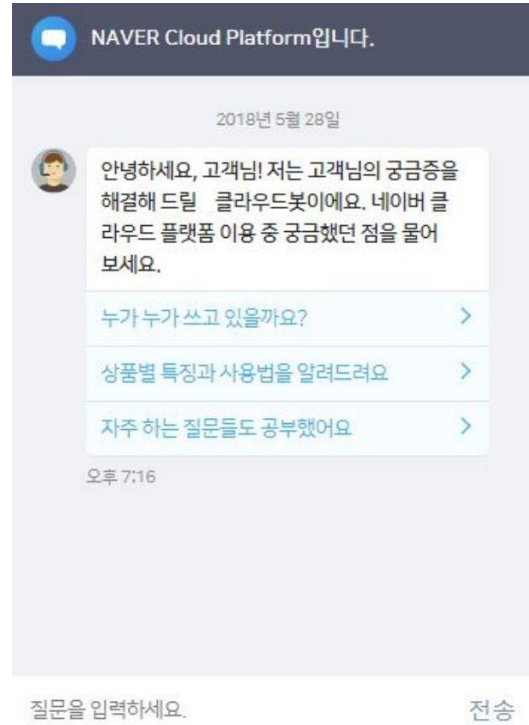 NAVER Cloud Platform입니다.
2018년 5월 28일
안녕하세요, 고객님! 저는 고객님의 궁금증을
해결해 드릴 클라우드봇이에요. 네이버 클
라우드 플랫폼 이용 중 궁금했던 점을 물어
보세요.
누가 누가 쓰고 있을까요?
상품별 특징과 사용법을 알려드려요
자주 하는 질문들도 공부했어요
오후 7:16
질문을 입력하세요.
전송